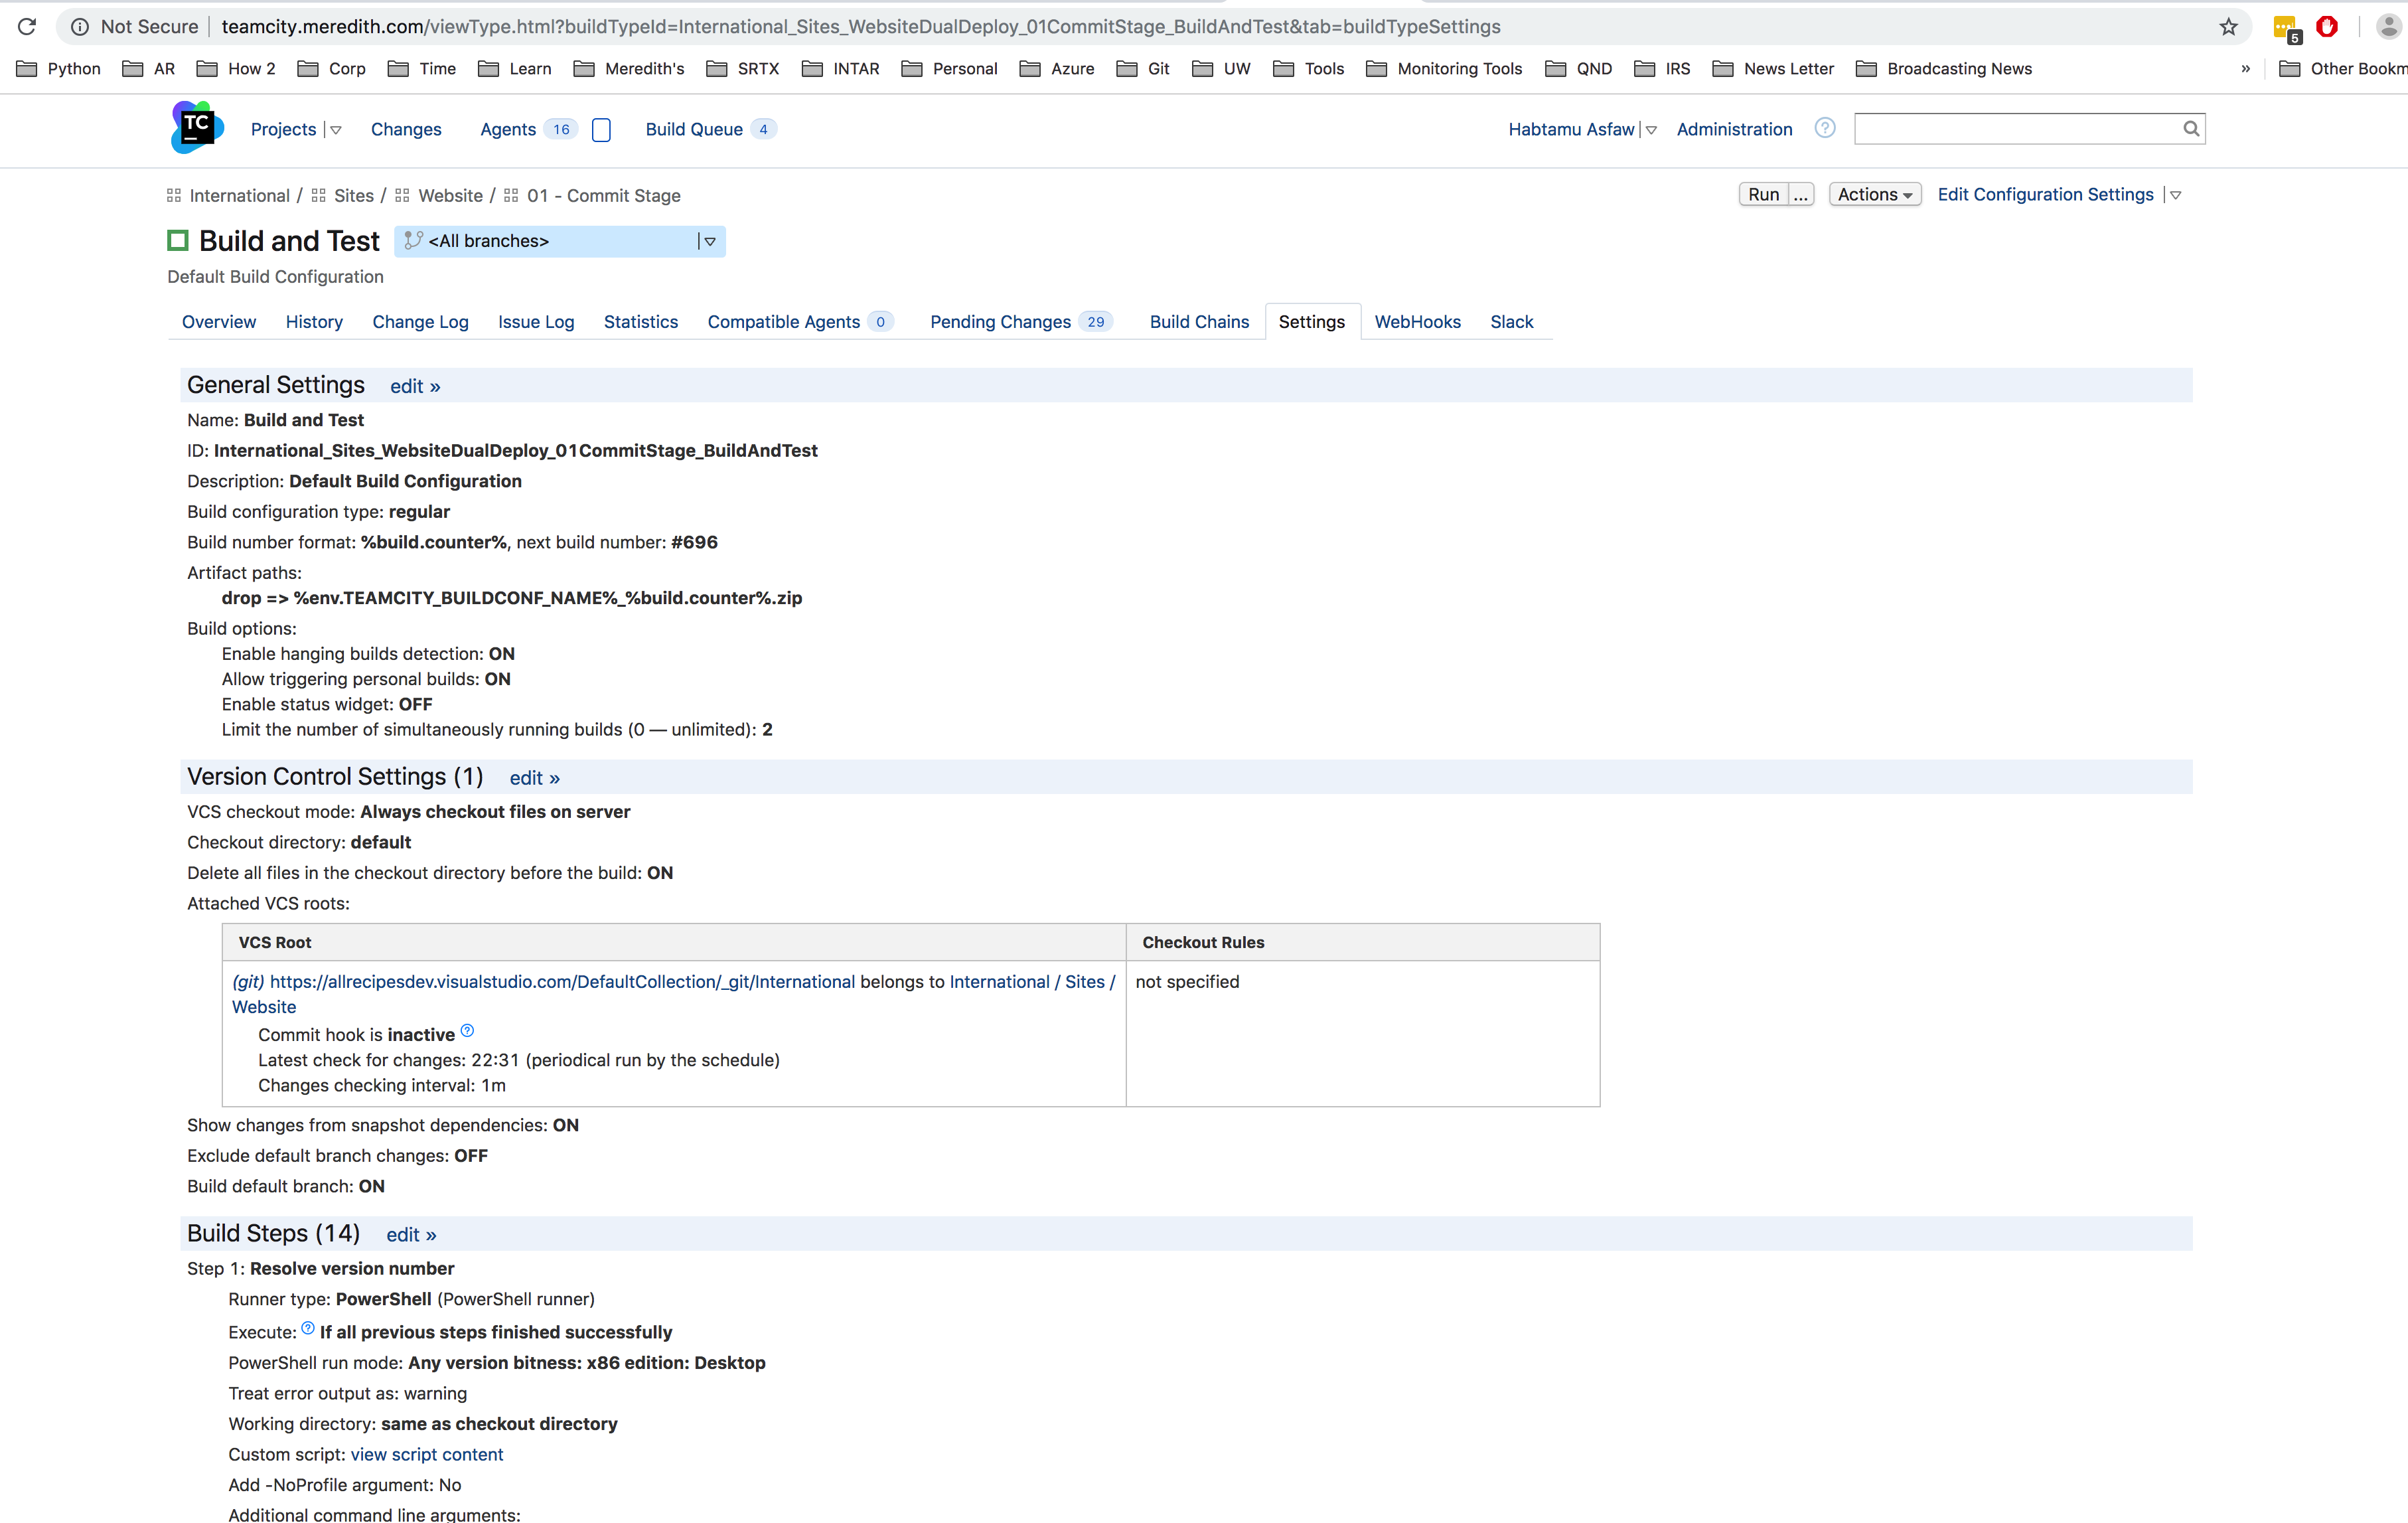 Not Secure | teamcity.meredith.com/viewType.html?buildTypeId=International_Sites_WebsiteDualDeploy_01CommitStage_BuildAndTest&tab=buildTypeSettings
5
Python AR How 2 Corp Time Learn Meredith's SRTX INTAR Personal Azure Git UW Tools Monitoring Tools QND IRS News Letter Broadcasting News » Other Bookm
TC Projects Changes Agents 16 Build Queue 4 Habtamu Asfaw Administration ?
International / Sites / Website / 01 - Commit Stage Run ... Actions Edit Configuration Settings
Build and Test <All branches>
Default Build Configuration
Overview History Change Log Issue Log Statistics Compatible Agents 0 Pending Changes 29 Build Chains Settings WebHooks Slack
General Settings edit »
Name: Build and Test
ID: International_Sites_WebsiteDualDeploy_01CommitStage_BuildAndTest
Description: Default Build Configuration
Build configuration type: regular
Build number format: %build.counter%, next build number: #696
Artifact paths:
drop => %env.TEAMCITY_BUILDCONF_NAME%_%build.counter%.zip
Build options:
Enable hanging builds detection: ON
Allow triggering personal builds: ON
Enable status widget: OFF
Limit the number of simultaneously running builds (0 — unlimited): 2
Version Control Settings (1) edit »
VCS checkout mode: Always checkout files on server
Checkout directory: default
Delete all files in the checkout directory before the build: ON
Attached VCS roots:
VCS Root Checkout Rules
(git) https://allrecipesdev.visualstudio.com/DefaultCollection/_git/International belongs to International / Sites / not specified
Website
Commit hook is inactive ?
Latest check for changes: 22:31 (periodical run by the schedule)
Changes checking interval: 1m
Show changes from snapshot dependencies: ON
Exclude default branch changes: OFF
Build default branch: ON
Build Steps (14) edit »
Step 1: Resolve version number
Runner type: PowerShell (PowerShell runner)
Execute: ? If all previous steps finished successfully
PowerShell run mode: Any version bitness: x86 edition: Desktop
Treat error output as: warning
Working directory: same as checkout directory
Custom script: view script content
Add -NoProfile argument: No
Additional command line arguments: